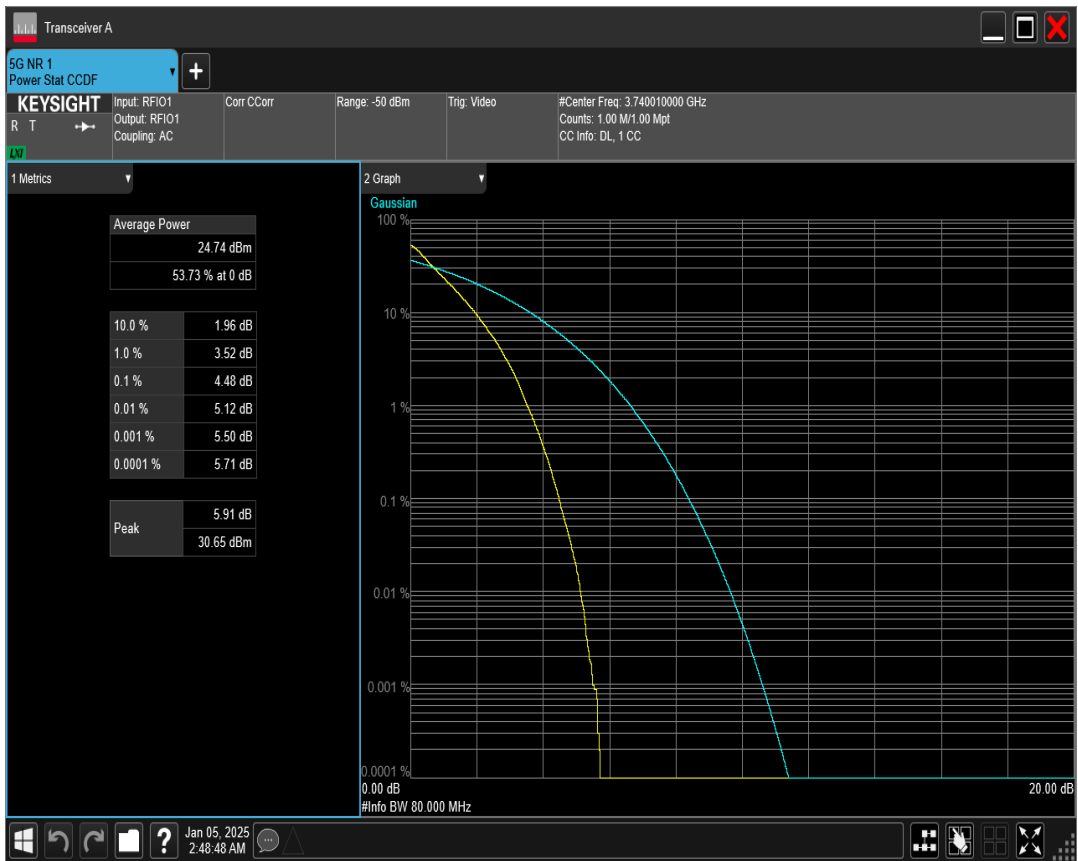 Transceiver A
5G NR 1
Power Stat CCDF
+
KEYSIGHT
R T
LXI
Input: RFIO1
Output: RFIO1
Coupling: AC
Corr CCorr
Range: -50 dBm
Trig: Video
#Center Freq: 3.740010000 GHz
Counts: 1.00 M/1.00 Mpt
CC Info: DL, 1 CC
1 Metrics
Average Power
24.74 dBm
53.73 % at 0 dB
10.0 % 1.96 dB
1.0 % 3.52 dB
0.1 % 4.48 dB
0.01 % 5.12 dB
0.001 % 5.50 dB
0.0001 % 5.71 dB
Peak
5.91 dB
30.65 dBm
2 Graph
Gaussian
100 %
10 %
1 %
0.1 %
0.01 %
0.001 %
0.0001 %
0.00 dB 20.00 dB
#Info BW 80.000 MHz
?
Jan 05, 2025
2:48:48 AM